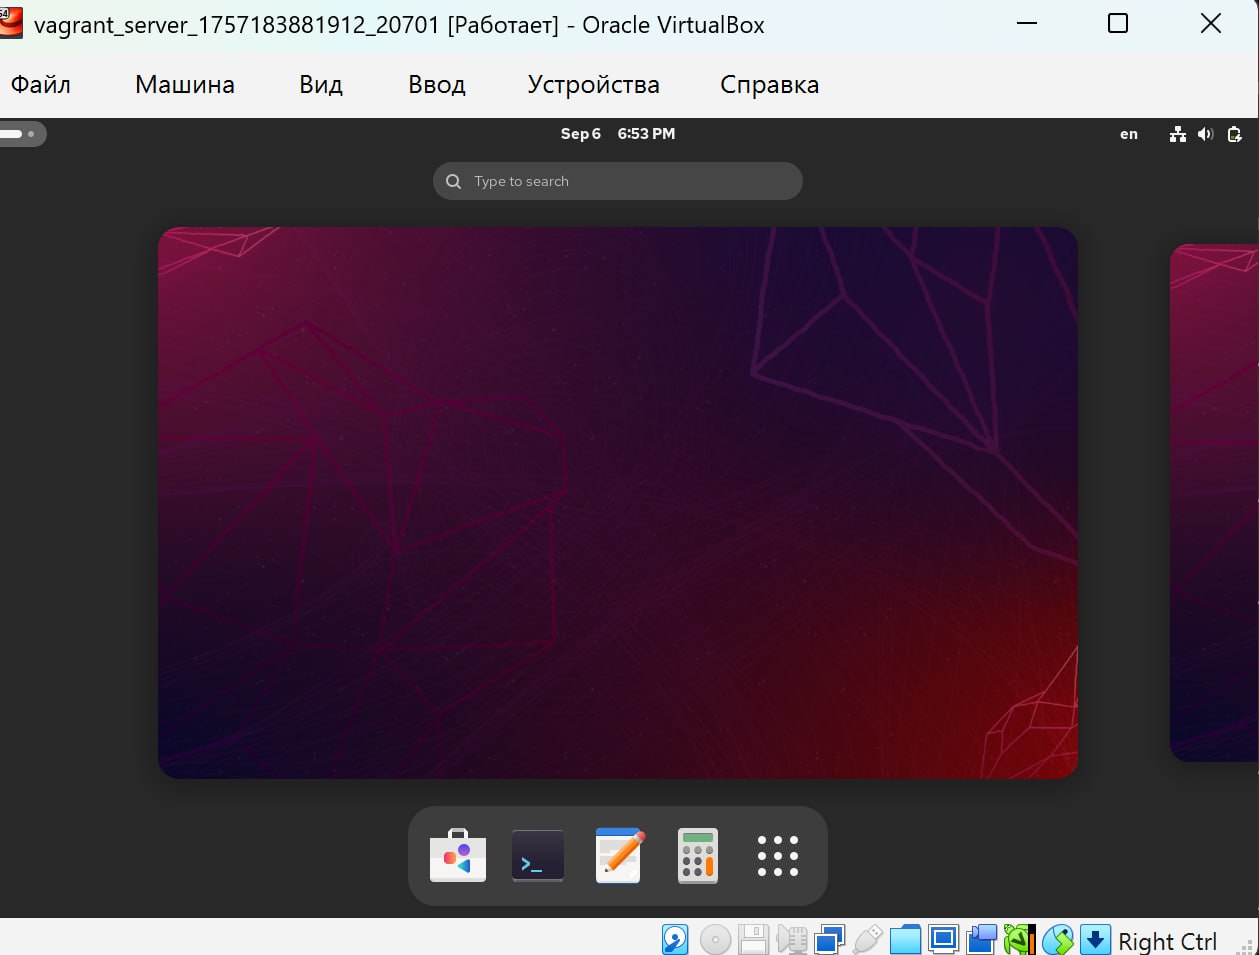 64
vagrant_server_1757183881912_20701 [Работает] - Oracle VirtualBox
Файл Машина Вид Ввод Устройства Справка
Sep 6 6:53 PM en
Type to search
>_
Right Ctrl